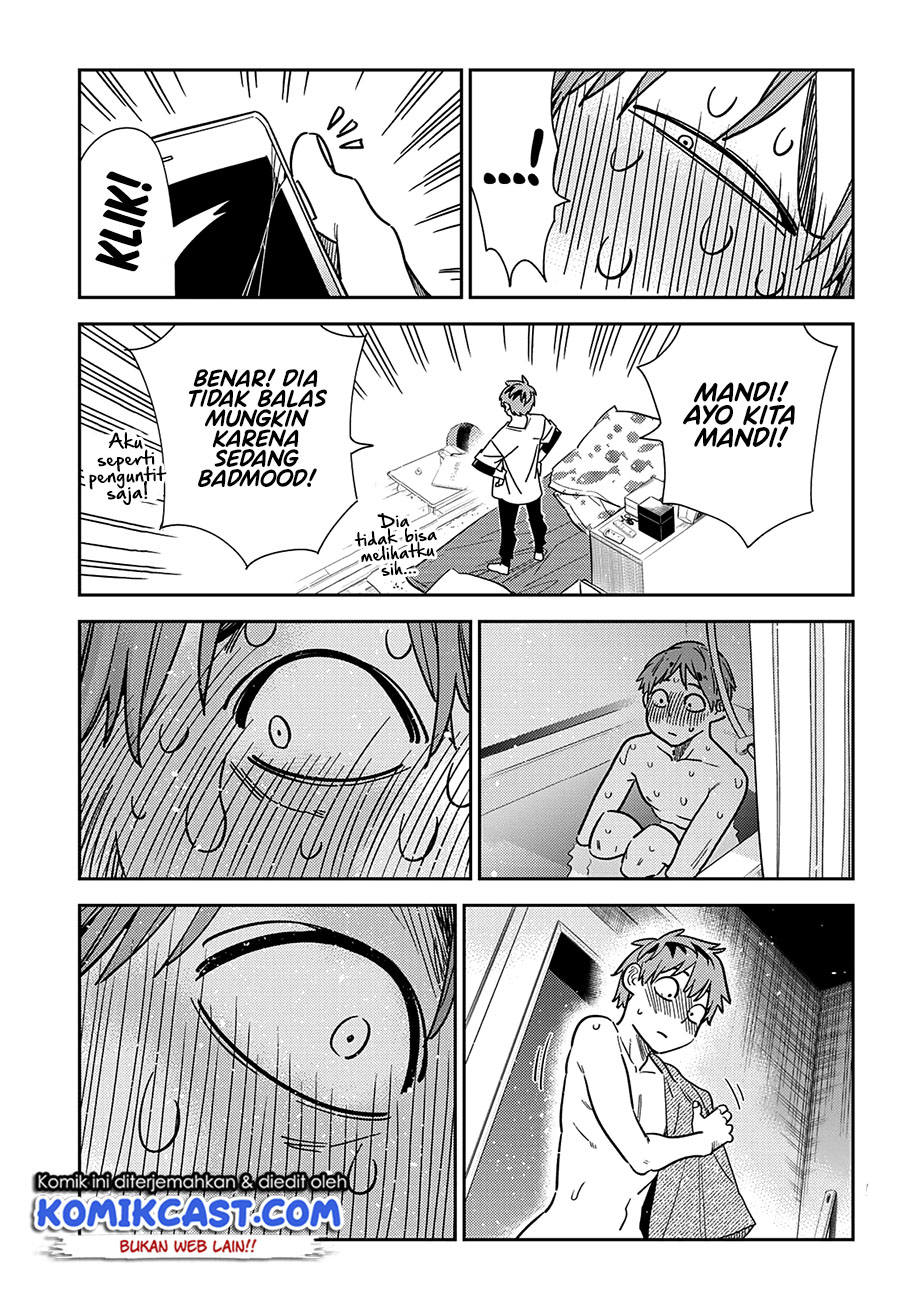 ...!
KLIK!
MANDI!
AYO KITA
MANDI!
BENAR! DIA
TIDAK BALAS
MUNGKIN
KARENA
SEDANG
BADMOOD!
Dia
tidak bisa
melihatku
sih...
Aku
seperti
penguntit
saja!
Komik ini diterjemahkan & diedit oleh
KOMIKCAST.COM
BUKAN WEB LAIN!!